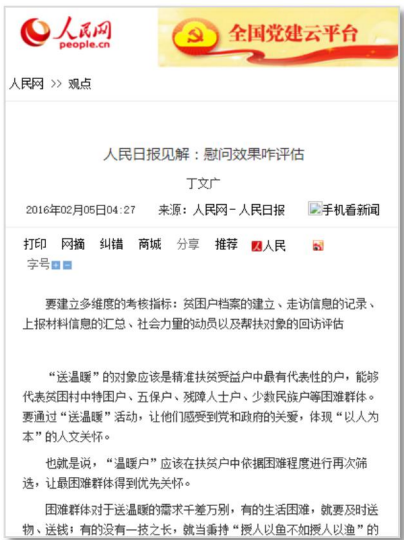 人民网
people.cn
全国党建云平台
人民网 >> 观点
人民日报见解：慰问效果咋评估
丁文广
2016年02月05日04:27 来源：人民网－人民日报 手机看新闻
打印 网摘 纠错 商城 分享 推荐 人民
字号
要建立多维度的考核指标：贫困户档案的建立、走访信息的记录、
上报材料信息的汇总、社会力量的动员以及帮扶对象的回访评估
“送温暖”的对象应该是精准扶贫受益户中最有代表性的户，能够
代表贫困村中特困户、五保户、残障人士户、少数民族户等困难群体。
要通过“送温暖”活动，让他们感受到党和政府的关爱，体现“以人为
本”的人文关怀。
也就是说，“温暖户”应该在扶贫户中依据困难程度进行再次筛
选，让最困难群体得到优先关怀。
困难群体对于送温暖的需求千差万别，有的生活困难，就要及时送
物、送钱；有的没有一技之长，就当秉持“授人以鱼不如授人以渔”的